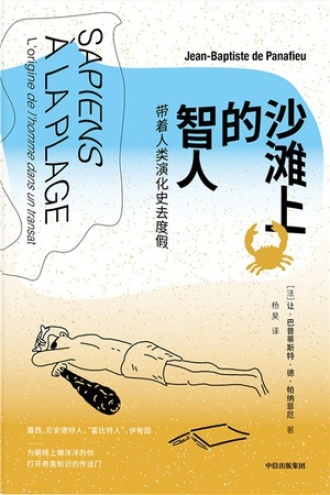 Jean-Baptiste de Panafieu
SAPIENS
À LA PLAGE
L'origine de l'homme dans un transat
沙滩上
的
智人
带着人类演化史去度假
[法]让·巴普蒂斯特·德·帕纳菲厄 著
杨昊 译
露西，尼安德特人，“霍比特人”，伊甸园
……
为躺椅上懒洋洋的你
打开奇奥知识的传送门
中信出版集团